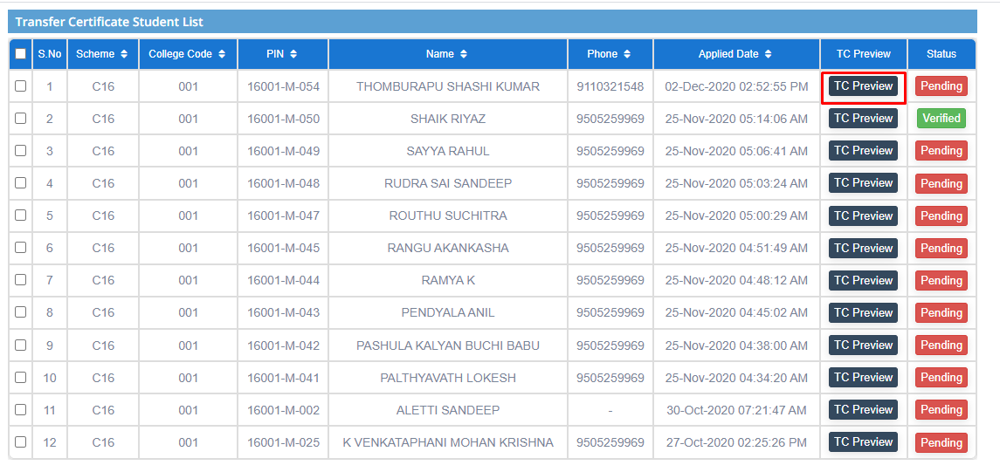 Transfer Certificate Student List
S.No Scheme College Code PIN Name Phone Applied Date TC Preview Status
1 C16 001 16001-M-054 THOMBURAPU SHASHI KUMAR 9110321548 02-Dec-2020 02:52:55 PM TC Preview Pending
2 C16 001 16001-M-050 SHAIK RIYAZ 9505259969 25-Nov-2020 05:14:06 AM TC Preview Verified
3 C16 001 16001-M-049 SAYYA RAHUL 9505259969 25-Nov-2020 05:06:41 AM TC Preview Pending
4 C16 001 16001-M-048 RUDRA SAI SANDEEP 9505259969 25-Nov-2020 05:03:24 AM TC Preview Pending
5 C16 001 16001-M-047 ROUTHU SUCHITRA 9505259969 25-Nov-2020 05:00:29 AM TC Preview Pending
6 C16 001 16001-M-045 RANGU AKANKASHA 9505259969 25-Nov-2020 04:51:49 AM TC Preview Pending
7 C16 001 16001-M-044 RAMYA K 9505259969 25-Nov-2020 04:48:12 AM TC Preview Pending
8 C16 001 16001-M-043 PENDYALA ANIL 9505259969 25-Nov-2020 04:45:02 AM TC Preview Pending
9 C16 001 16001-M-042 PASHULA KALYAN BUCHI BABU 9505259969 25-Nov-2020 04:38:00 AM TC Preview Pending
10 C16 001 16001-M-041 PALTHYAVATH LOKESH 9505259969 25-Nov-2020 04:34:20 AM TC Preview Pending
11 C16 001 16001-M-002 ALETTI SANDEEP - 30-Oct-2020 07:21:47 AM TC Preview Pending
12 C16 001 16001-M-025 K VENKATAPHANI MOHAN KRISHNA 9505259969 27-Oct-2020 02:25:26 PM TC Preview Pending